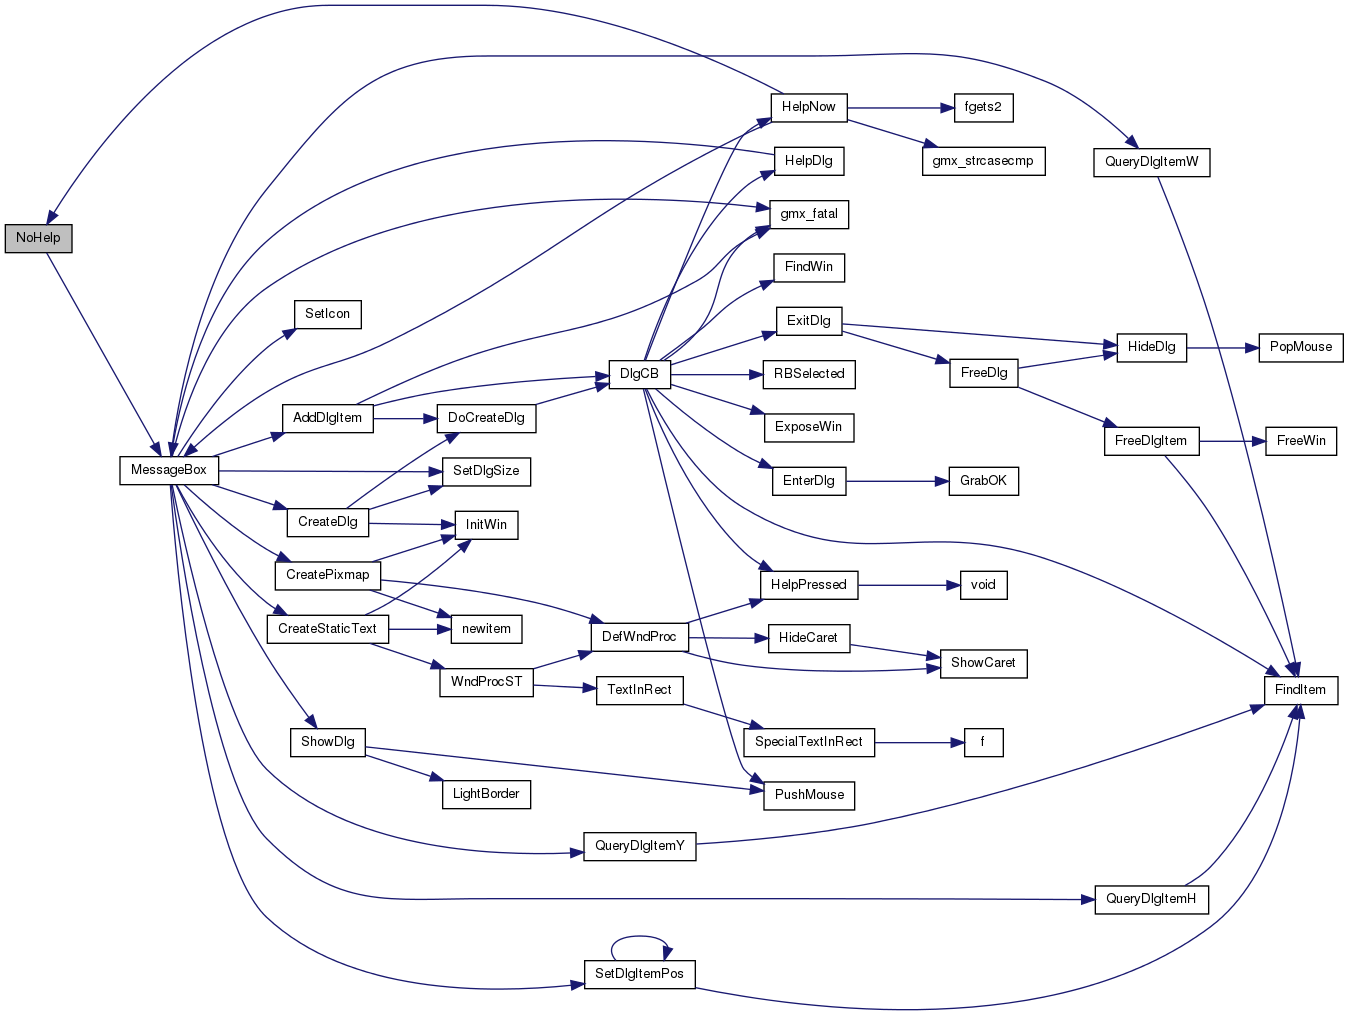 NoHelp
MessageBox
SetIcon
AddDlgItem
CreateDlg
CreatePixmap
CreateStaticText
ShowDlg
DoCreateDlg
SetDlgSize
InitWin
newitem
WndProcST
LightBorder
DlgCB
DefWndProc
TextInRect
QueryDlgItemY
SetDlgItemPos
HelpNow
HelpDlg
gmx_fatal
FindWin
ExitDlg
RBSelected
ExposeWin
EnterDlg
HelpPressed
HideCaret
SpecialTextInRect
PushMouse
fgets2
gmx_strcasecmp
FreeDlg
GrabOK
void
ShowCaret
f
QueryDlgItemW
HideDlg
FreeDlgItem
QueryDlgItemH
PopMouse
FreeWin
FindItem